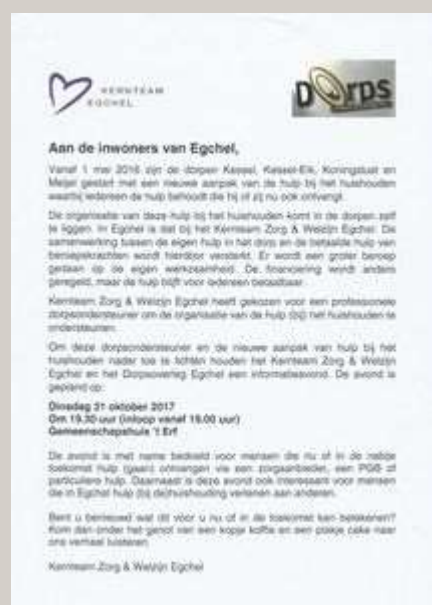 KERNTEAM
EGCHEL
Dorps
Aan de inwoners van Egchel,
Vanaf 1 mei 2016 zijn de dorpen Kessel, Kessel-Eik, Koningslust en
Meijel gestart met een nieuwe aanpak van de hulp bij het huishouden
waarbij iedereen de hulp behoudt die hij of zij nu ook ontvangt.
De organisatie van deze hulp bij het huishouden komt in de dorpen zelf
te liggen. In Egchel is dat bij het Kernteam Zorg & Welzijn Egchel. De
samenwerking tussen de eigen hulp in het dorp en de betaalde hulp van
beroepskrachten wordt hierdoor versterkt. Er wordt een groter beroep
gedaan op de eigen werkzaamheid. De financiering wordt anders
geregeld, maar de hulp blijft voor iedereen betaalbaar.
Kernteam Zorg & Welzijn Egchel heeft gekozen voor een professionele
dorpsondersteuner om de organisatie van de hulp (bij) het huishouden te
ondersteunen.
Om deze dorpsondersteuner en de nieuwe aanpak van hulp bij het
huishouden nader toe te lichten houden het Kernteam Zorg & Welzijn
Egchel en het Dorpsoverleg Egchel een informatieavond. De avond is
gepland op:
Dinsdag 31 oktober 2017
Om 19.30 uur (inloop vanaf 19.00 uur)
Gemeenschapshuis 't Erf
De avond is met name bedoeld voor mensen die nu of in de nabije
toekomst hulp (gaan) ontvangen via een zorgaanbieder, een PGB of
particuliere hulp. Daarnaast is deze avond ook interessant voor mensen
die in Egchel hulp (bij de)huishouding verlenen aan anderen.
Bent u benieuwd wat dit voor u nu of in de toekomst kan betekenen?
Kom dan onder het genot van een kopje koffie en een plakje cake naar
ons verhaal luisteren.
Kernteam Zorg & Welzijn Egchel